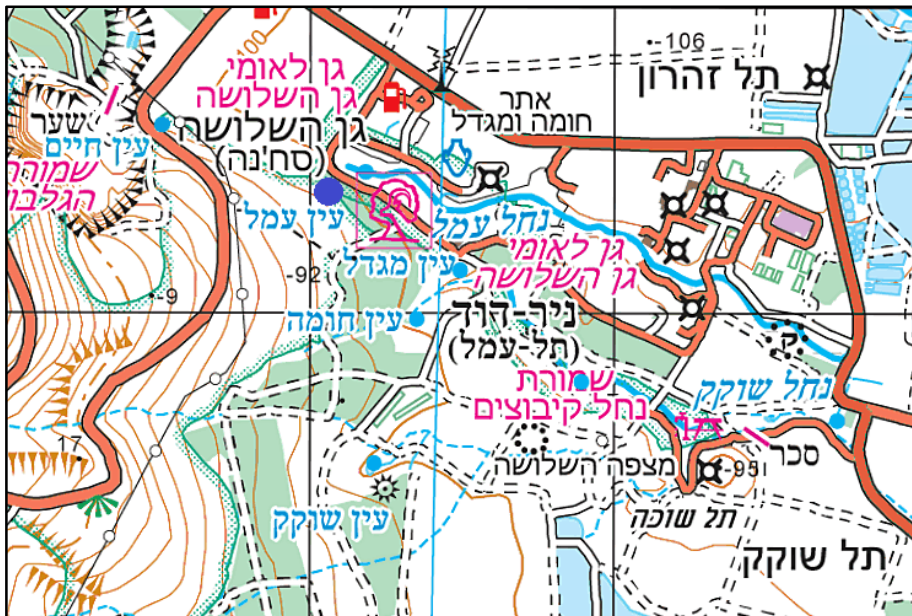 100
-106
גן לאומי
גן השלושה
גן השלושה
(סח'נה)
שער
עין חיים
שמורת
הגלבו
אתר
חומה ומגדל
תל זהרון
עין עמל
נחל עמל
גן לאומי
גן השלושה
עין מגדל
-92
-9
עין חומה
ניר-דוד
(תל-עמל)
ק
שמורת
נחל קיבוצים
נחל שוקק
סכר
17
מצפה השלושה
-95
עין שוקק
תל שוכה
תל שוקק